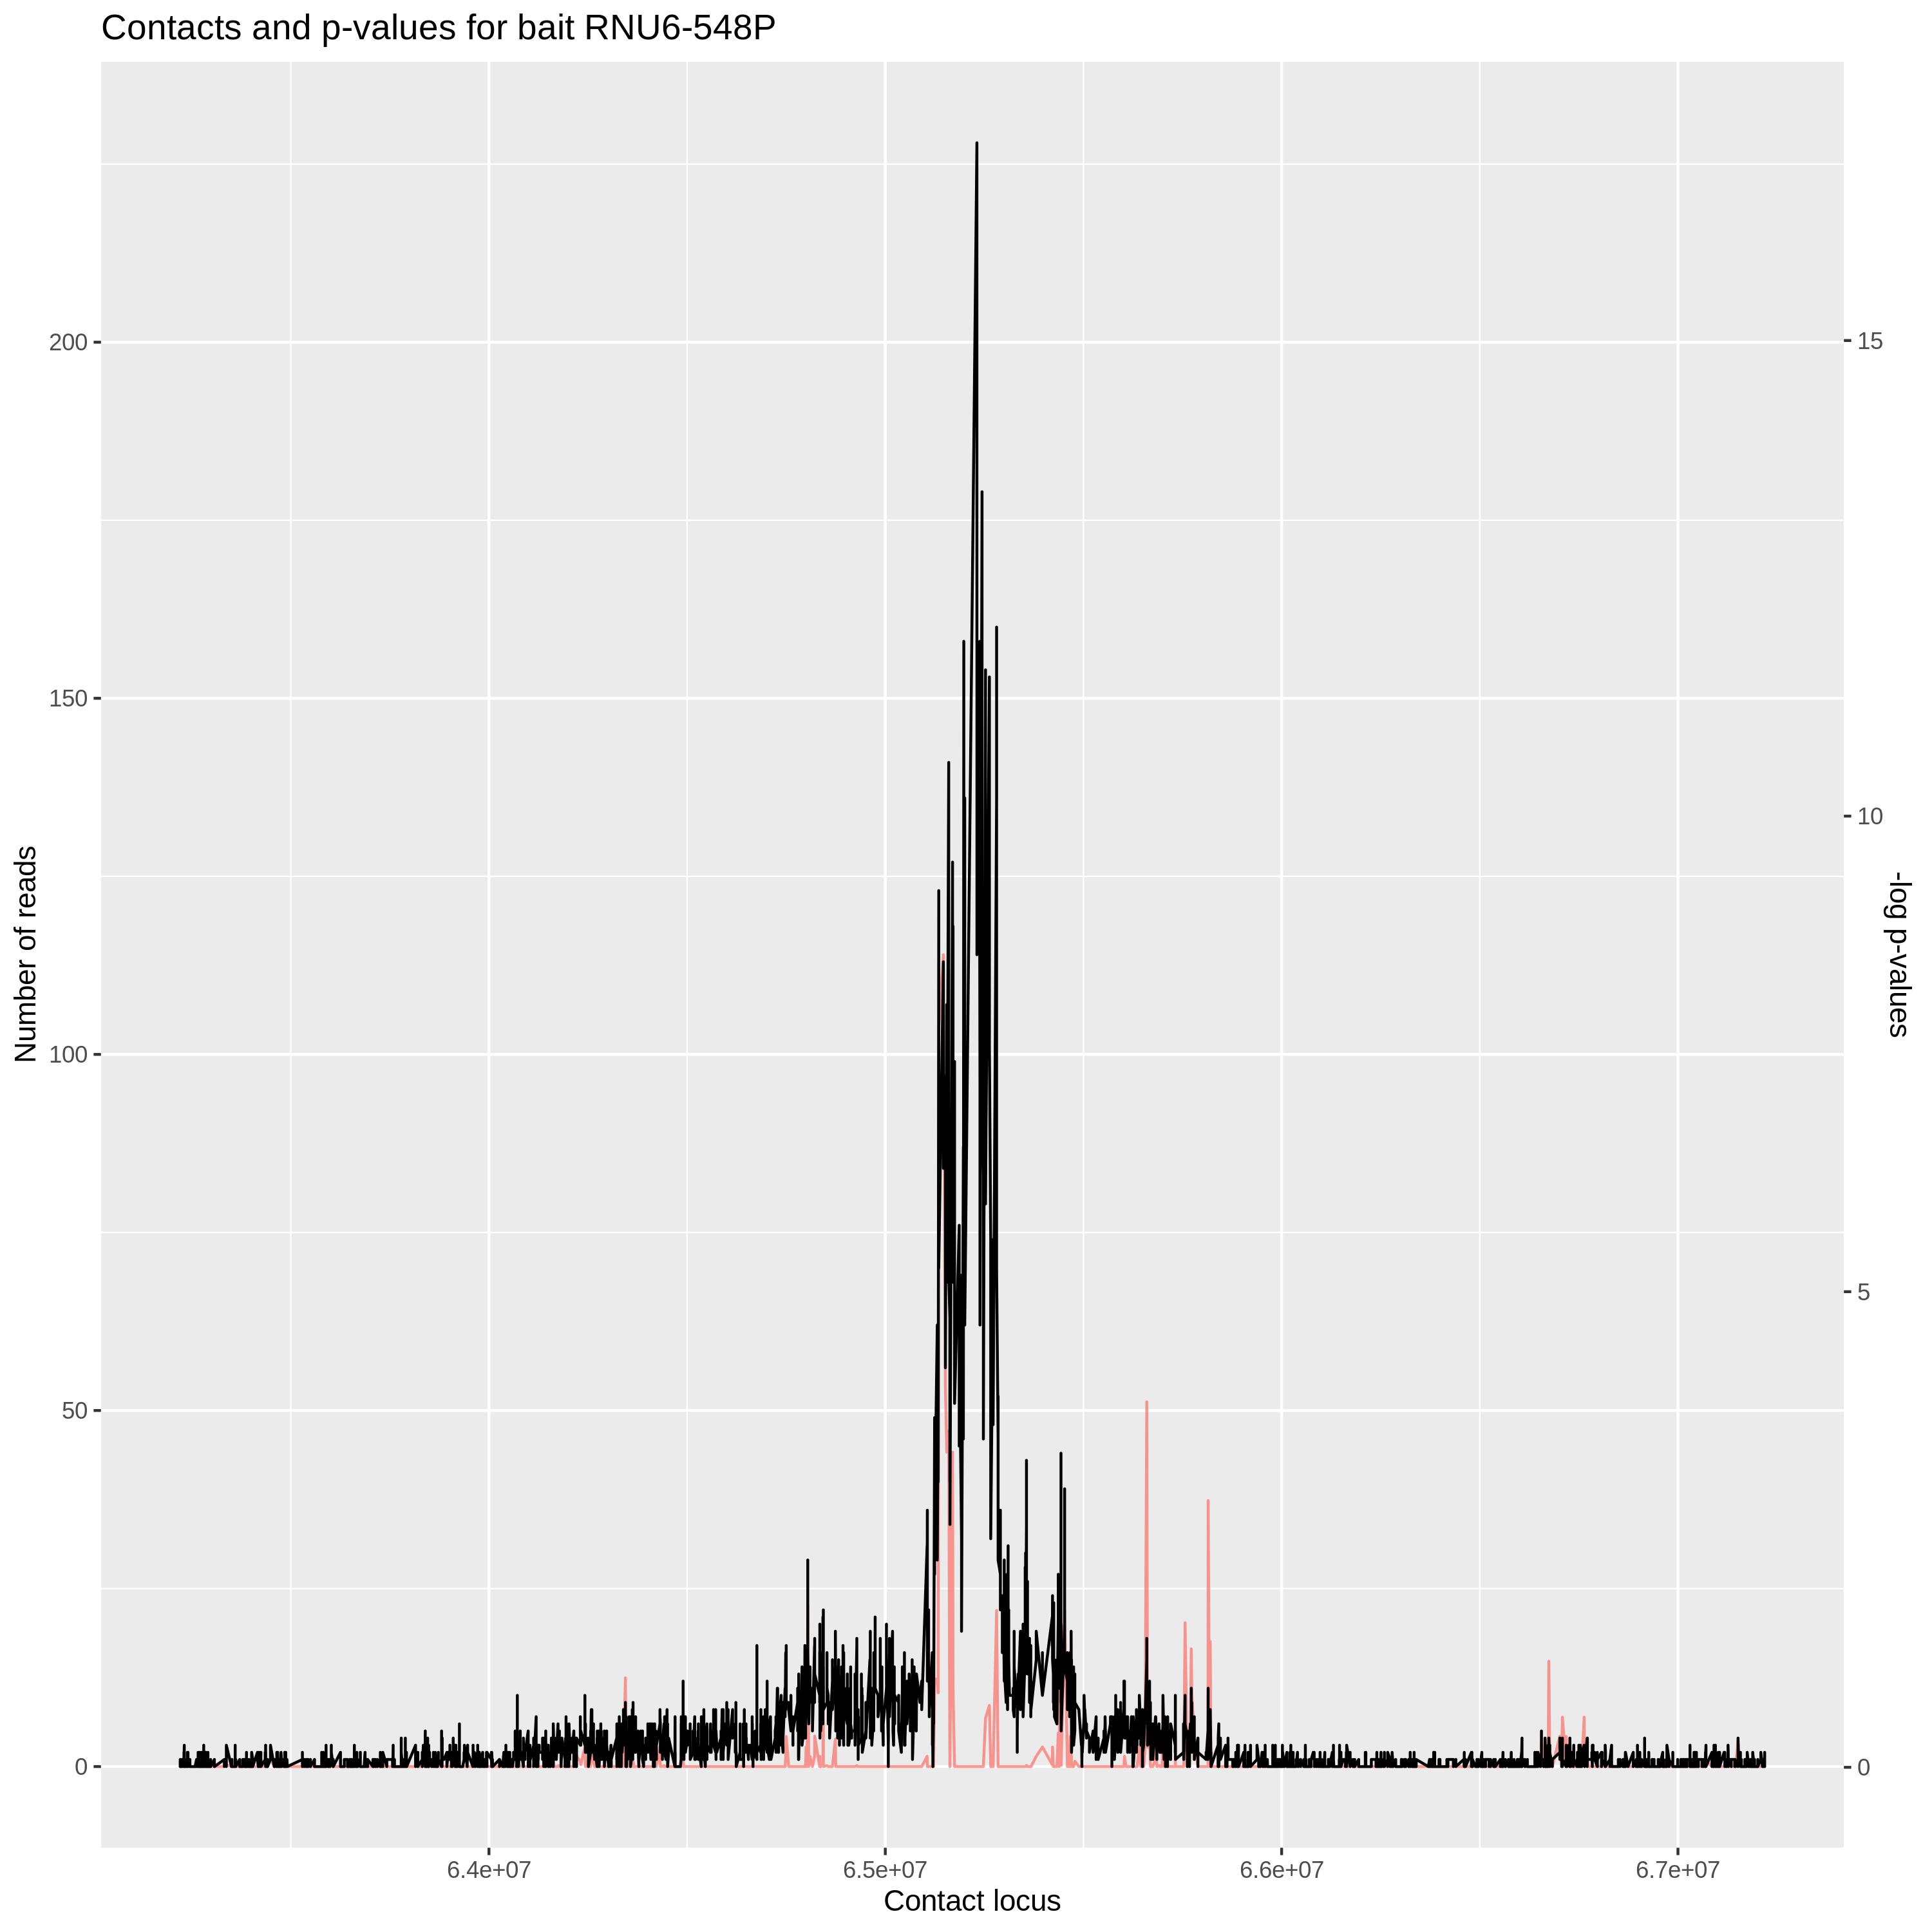 Contacts and p-values for bait RNU6-548P
200
150
100
50
0
Number of reads
15
10
5
0
-log p-values
6.4e+07
6.5e+07
6.6e+07
6.7e+07
Contact locus